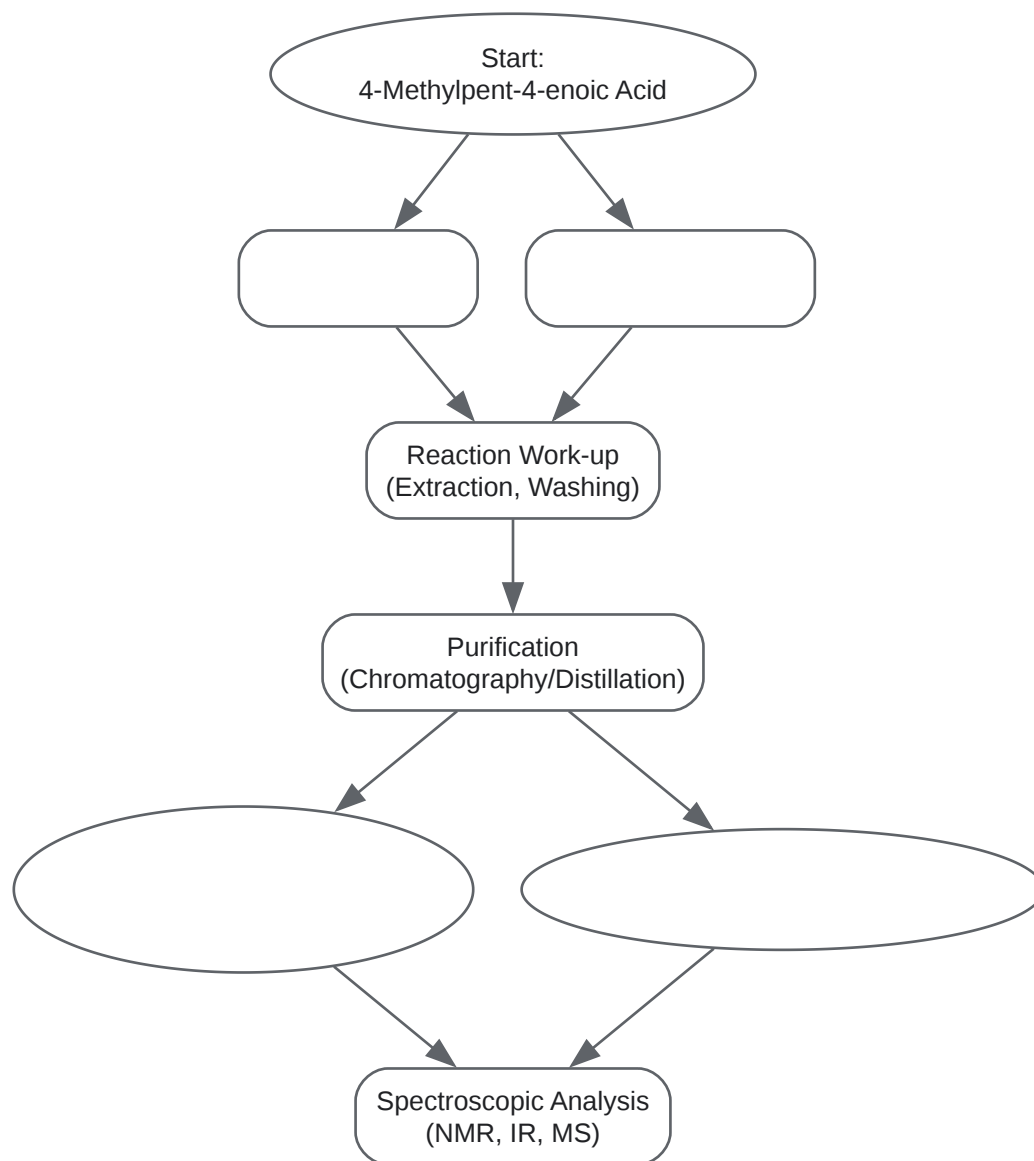 Start:
4-Methylpent-4-enoic Acid
Reaction Work-up
(Extraction, Washing)
Purification
(Chromatography/Distillation)
Spectroscopic Analysis
(NMR, IR, MS)